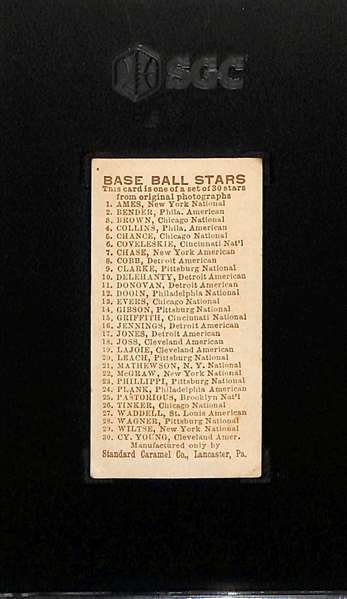 SGC
BASE BALL STARS
This card is one of a set of 30 stars
from original photographs
1. AMES, New York National
2. BENDER, Phila. American
3. BROWN, Chicago National
4. COLLINS, Phila. American
5. CHANCE, Chicago National
6. COVELESKIE, Cincinnati Nat'l
7. CHASE, New York American
8. COBB, Detroit American
9. CLARKE, Pittsburg National
10. DELEHANTY, Detroit American
11. DONOVAN, Detroit American
12. DOOIN, Philadelphia National
13. EVERS, Chicago National
14. GIBSON, Pittsburg National
15. GRIFFITH, Cincinnati National
16. JENNINGS, Detroit American
17. JONES, Detroit American
18. JOSS, Cleveland American
19. LAJOIE, Cleveland American
20. LEACH, Pittsburg National
21. MATHEWSON, N. Y. National
22. McGRAW, New York National
23. PHILLIPPI, Pittsburg National
24. PLANK, Philadelphia American
25. PASTORIOUS, Brooklyn Nat'l
26. TINKER, Chicago National
27. WADDELL, St. Louis American
28. WAGNER, Pittsburg National
29. WILTSE, New York National
30. CY. YOUNG, Cleveland Amer.
Manufactured only by
Standard Caramel Co., Lancaster, Pa.